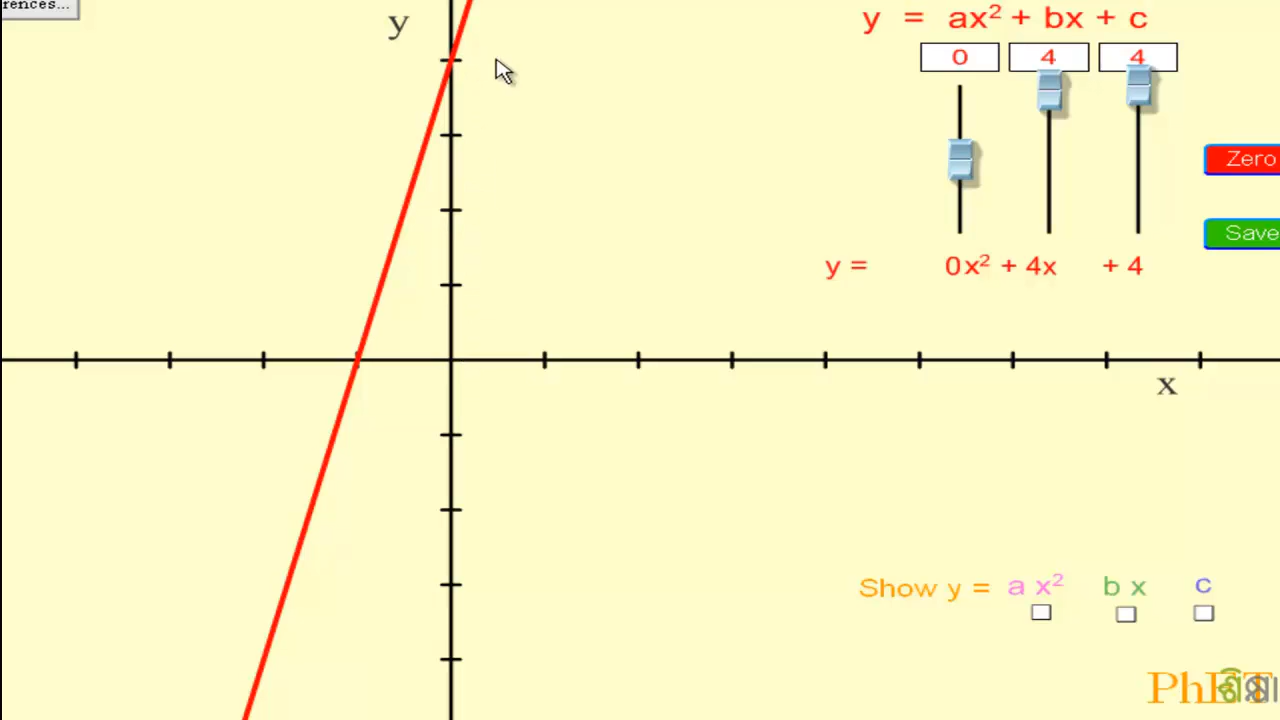 rences...
y
y = ax² + bx + c
0 4 4
Zero
Save
y = 0x² + 4x + 4
x
Show y = a x² b x c
PhET